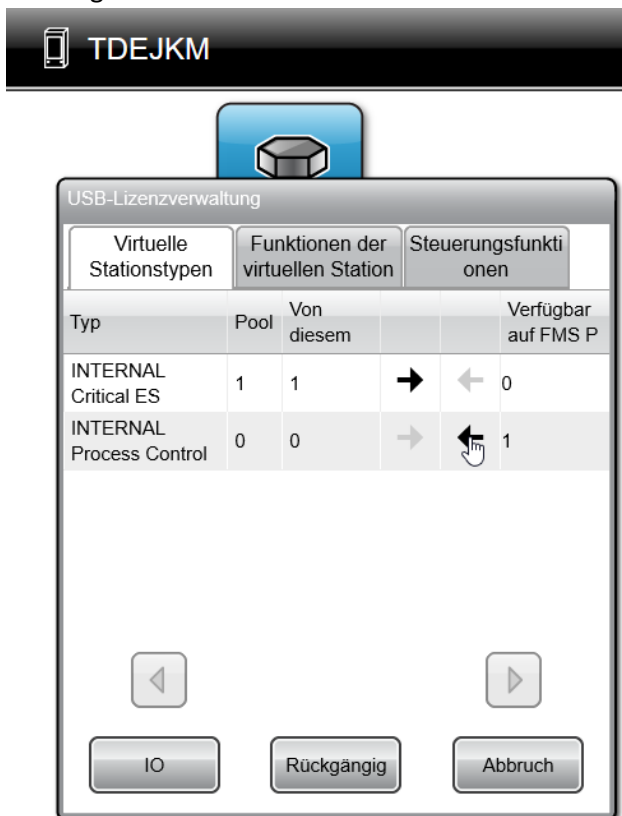 TDEJKM
USB-Lizenzverwaltung
Virtuelle
Stationstypen
Funktionen der
virtuellen Station
Steuerungsfunkti
onen
Typ
Pool
Von
diesem
Verfügbar
auf FMS P
INTERNAL
Critical ES
1
1
0
INTERNAL
Process Control
0
0
1
IO
Rückgängig
Abbruch